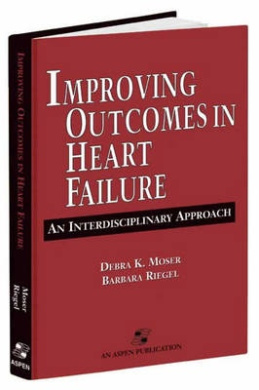 IMPROVING
OUTCOMES IN
HEART
FAILURE
AN INTERDISCIPLINARY APPROACH
DEBRA K. MOSER
BARBARA RIEGEL
AN ASPEN PUBLICATION
IMPROVING OUTCOMES IN HEART FAILURE
Moser
Riegel
ASPEN